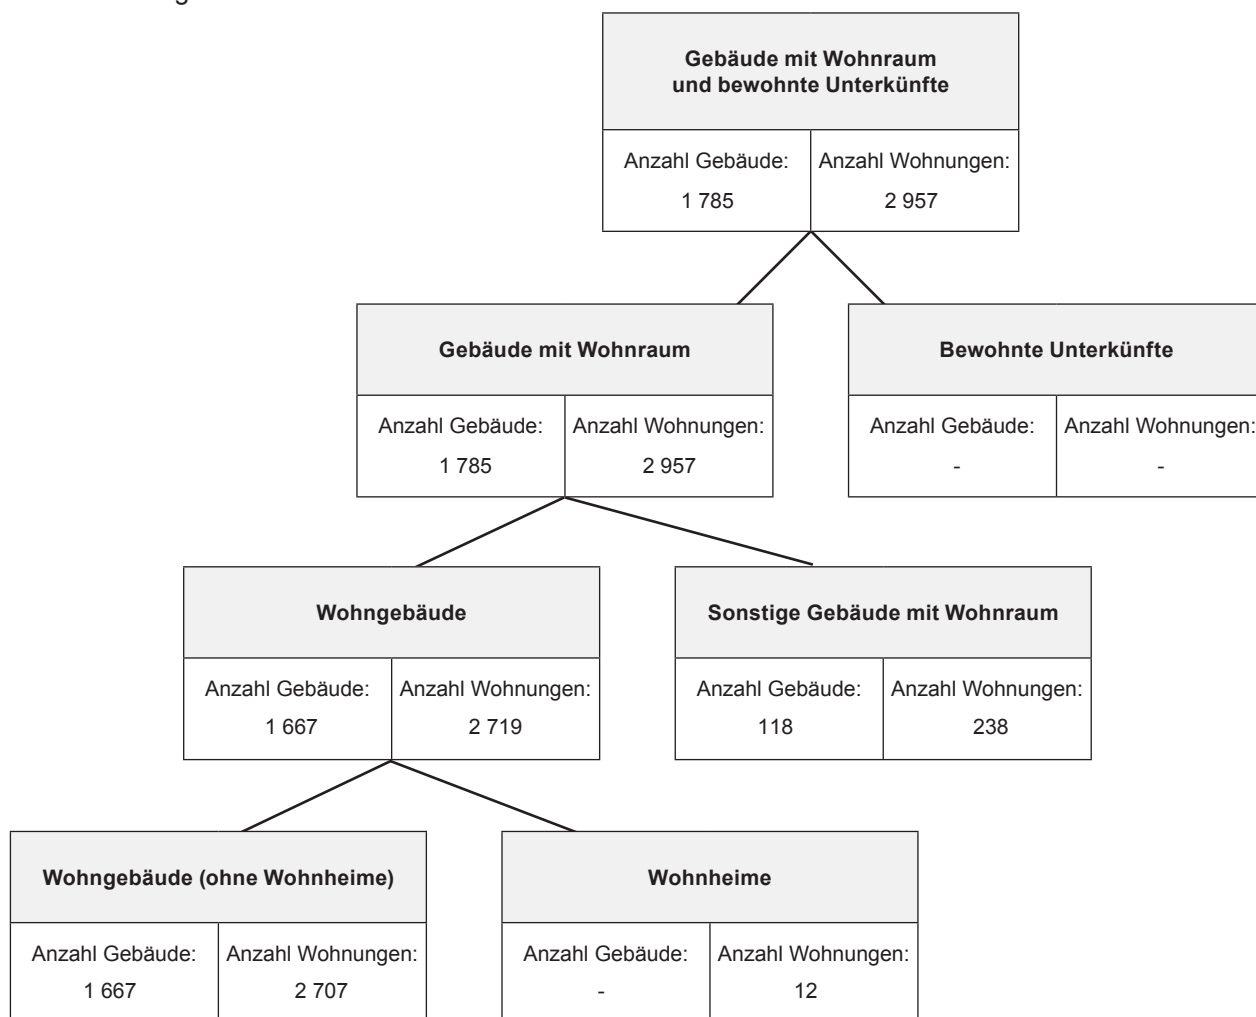 Gebäude mit Wohnraum
und bewohnte Unterkünfte
Anzahl Gebäude: Anzahl Wohnungen:
1 785 2 957
Gebäude mit Wohnraum
Bewohnte Unterkünfte
Anzahl Gebäude: Anzahl Wohnungen:
1 785 2 957
Anzahl Gebäude: Anzahl Wohnungen:
- -
Wohngebäude
Sonstige Gebäude mit Wohnraum
Anzahl Gebäude: Anzahl Wohnungen:
1 667 2 719
Anzahl Gebäude: Anzahl Wohnungen:
118 238
Wohngebäude (ohne Wohnheime)
Wohnheime
Anzahl Gebäude: Anzahl Wohnungen:
1 667 2 707
Anzahl Gebäude: Anzahl Wohnungen:
- 12